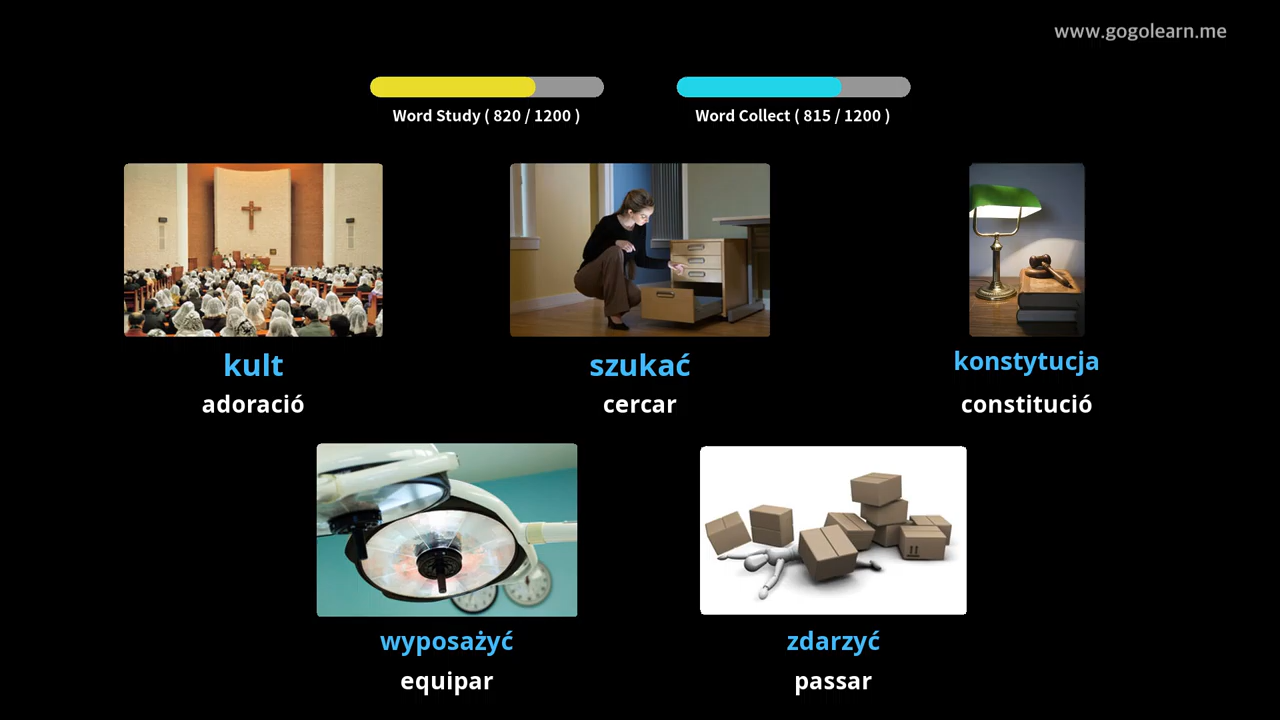 www.gogolearn.me
Word Study ( 820 / 1200 )
Word Collect ( 815 / 1200 )
kult
szukać
konstytucja
adoració
cercar
constitució
wyposażyć
zdarzyć
equipar
passar